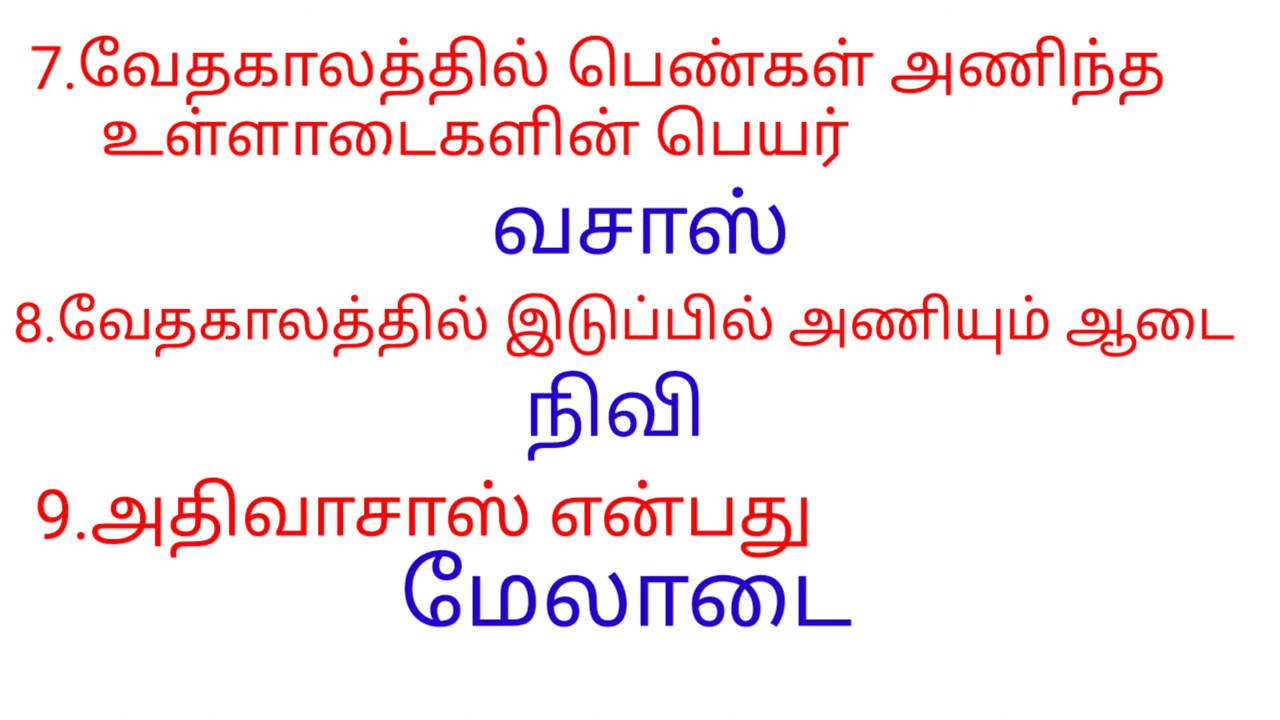 7.வேதகாலத்தில் பெண்கள் அணிந்த
உள்ளாடைகளின் பெயர்
வசாஸ்
8.வேதகாலத்தில் இடுப்பில் அணியும் ஆடை
நிவி
9.அதிவாசாஸ் என்பது
மேலாடை